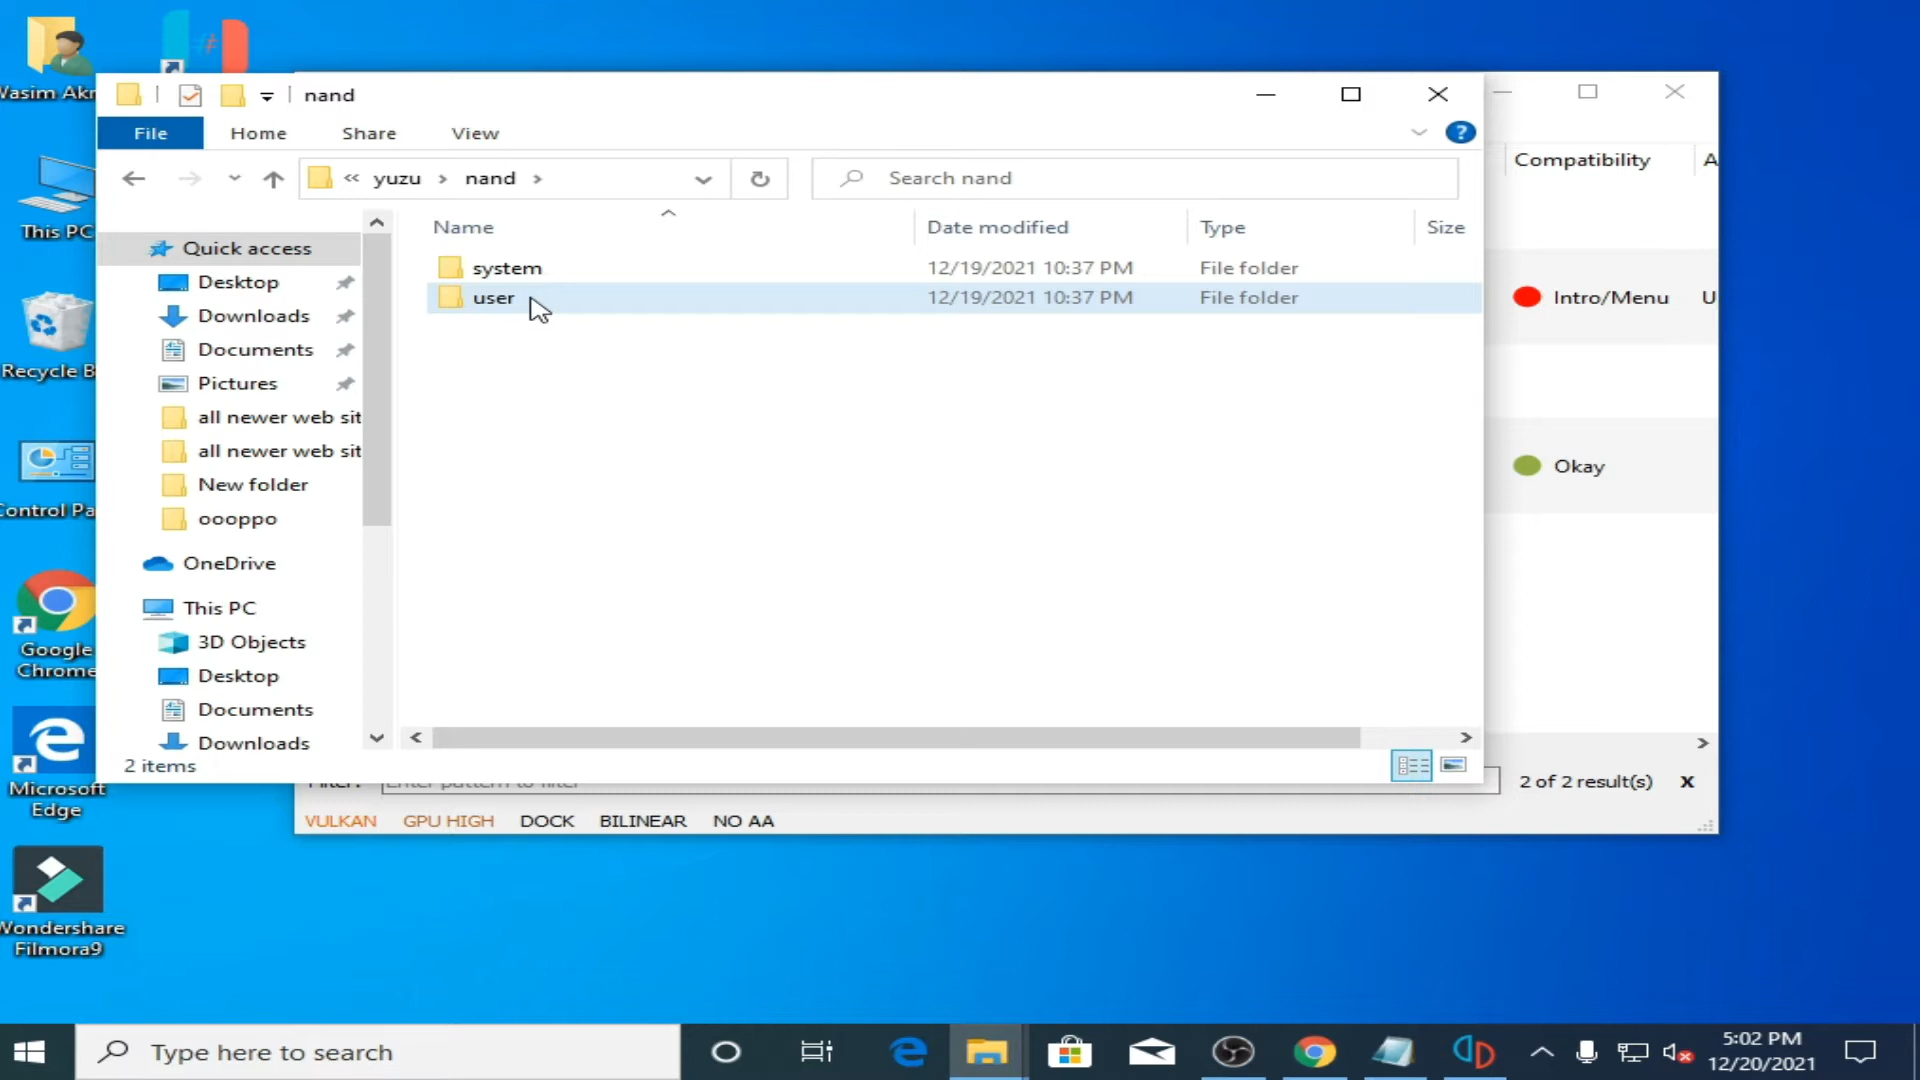 Wasim Akr
nand
File
Home
Share
View
?
« yuzu › nand ›
Search nand
Name
Date modified
Type
Size
system
12/19/2021 10:37 PM
File folder
user
12/19/2021 10:37 PM
File folder
Quick access
Desktop
Downloads
Documents
Pictures
all newer web sit
all newer web sit
New folder
oooppo
OneDrive
This PC
3D Objects
Desktop
Documents
Downloads
2 items
Compatibility
A
Intro/Menu
U
Okay
Filter:
Enter pattern to filter
2 of 2 result(s)
X
VULKAN
GPU HIGH
DOCK
BILINEAR
NO AA
This PC
Recycle B
Control Pa
Google
Chrome
Microsoft
Edge
Wondershare
Filmora9
Type here to search
5:02 PM
12/20/2021